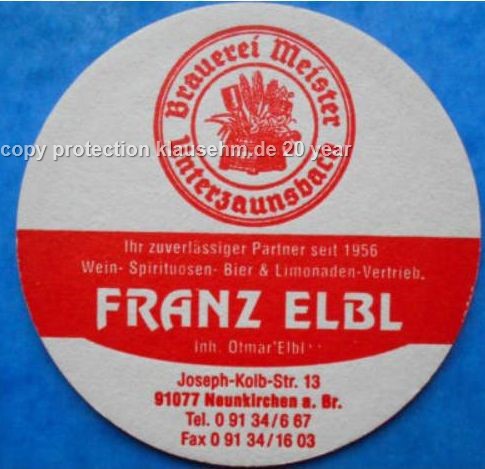 Brauerei Meister
Unterzaunsbach
copy protection klausehm.de 20 year
Ihr zuverlässiger Partner seit 1956
Wein- Spirituosen- Bier & Limonaden-Vertrieb.
FRANZ ELBL
Inh. Otmar Elbl
Joseph-Kolb-Str. 13
91077 Neunkirchen a. Br.
Tel. 0 91 34/6 67
Fax 0 91 34/16 03